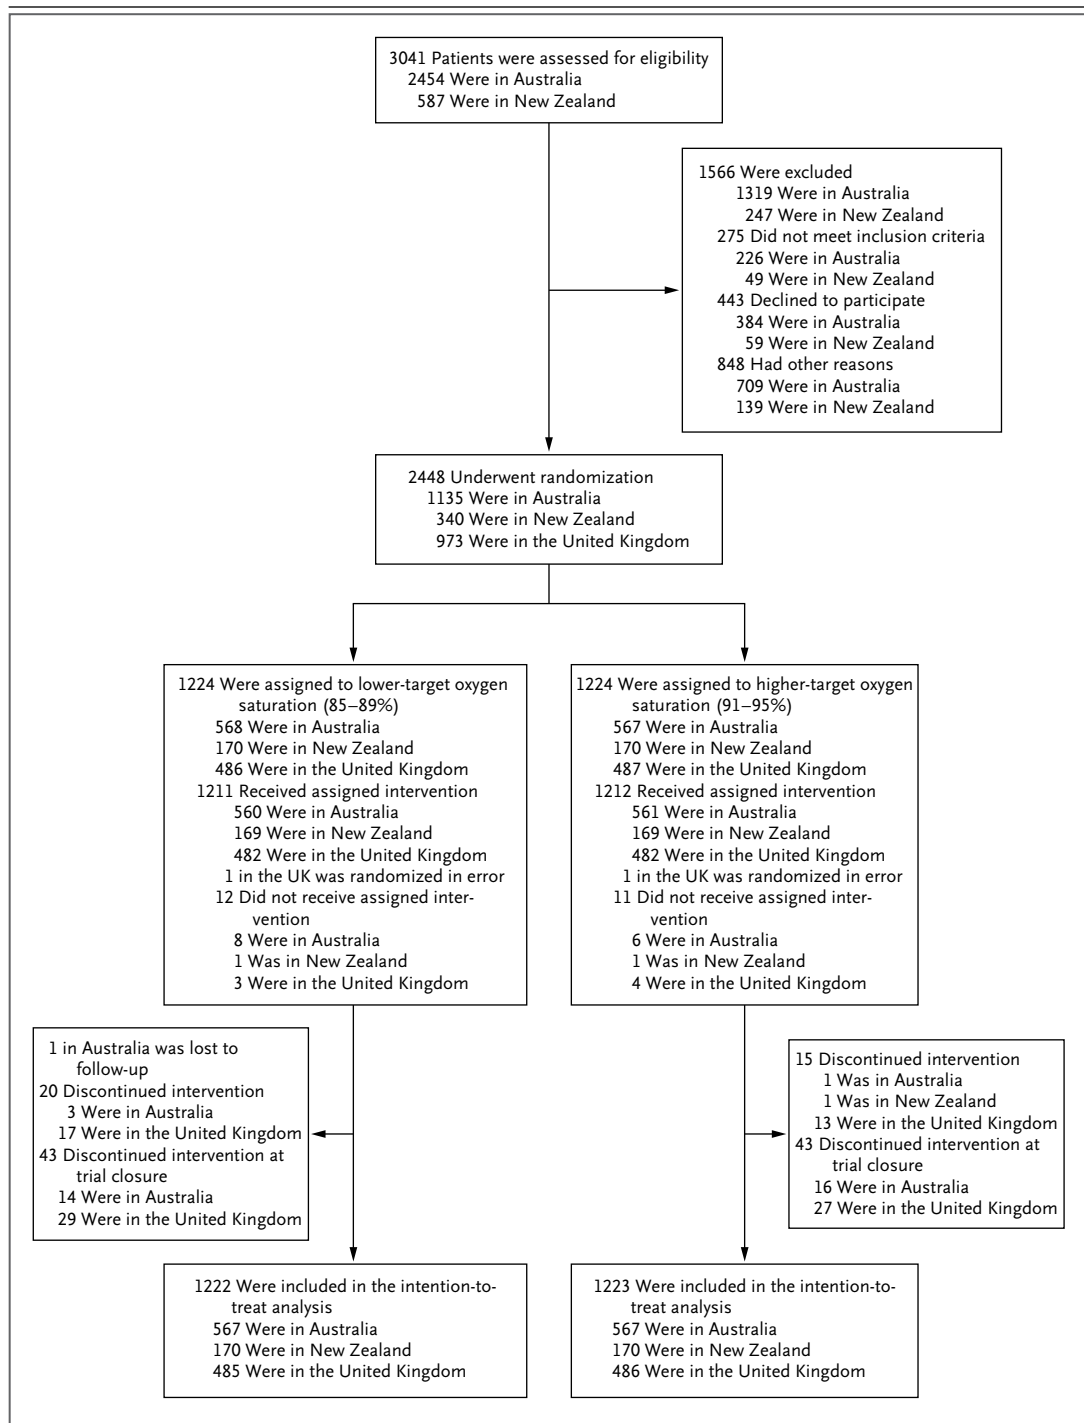 3041 Patients were assessed for eligibility
2454 Were in Australia
587 Were in New Zealand
1566 Were excluded
1319 Were in Australia
247 Were in New Zealand
275 Did not meet inclusion criteria
226 Were in Australia
49 Were in New Zealand
443 Declined to participate
384 Were in Australia
59 Were in New Zealand
848 Had other reasons
709 Were in Australia
139 Were in New Zealand
2448 Underwent randomization
1135 Were in Australia
340 Were in New Zealand
973 Were in the United Kingdom
1224 Were assigned to lower-target oxygen
saturation (85–89%)
568 Were in Australia
170 Were in New Zealand
486 Were in the United Kingdom
1211 Received assigned intervention
560 Were in Australia
169 Were in New Zealand
482 Were in the United Kingdom
1 in the UK was randomized in error
12 Did not receive assigned inter-
vention
8 Were in Australia
1 Was in New Zealand
3 Were in the United Kingdom
1224 Were assigned to higher-target oxygen
saturation (91–95%)
567 Were in Australia
170 Were in New Zealand
487 Were in the United Kingdom
1212 Received assigned intervention
561 Were in Australia
169 Were in New Zealand
482 Were in the United Kingdom
1 in the UK was randomized in error
11 Did not receive assigned inter-
vention
6 Were in Australia
1 Was in New Zealand
4 Were in the United Kingdom
1 in Australia was lost to
follow-up
20 Discontinued intervention
3 Were in Australia
17 Were in the United Kingdom
43 Discontinued intervention at
trial closure
14 Were in Australia
29 Were in the United Kingdom
15 Discontinued intervention
1 Was in Australia
1 Was in New Zealand
13 Were in the United Kingdom
43 Discontinued intervention at
trial closure
16 Were in Australia
27 Were in the United Kingdom
1222 Were included in the intention-to-
treat analysis
567 Were in Australia
170 Were in New Zealand
485 Were in the United Kingdom
1223 Were included in the intention-to-
treat analysis
567 Were in Australia
170 Were in New Zealand
486 Were in the United Kingdom